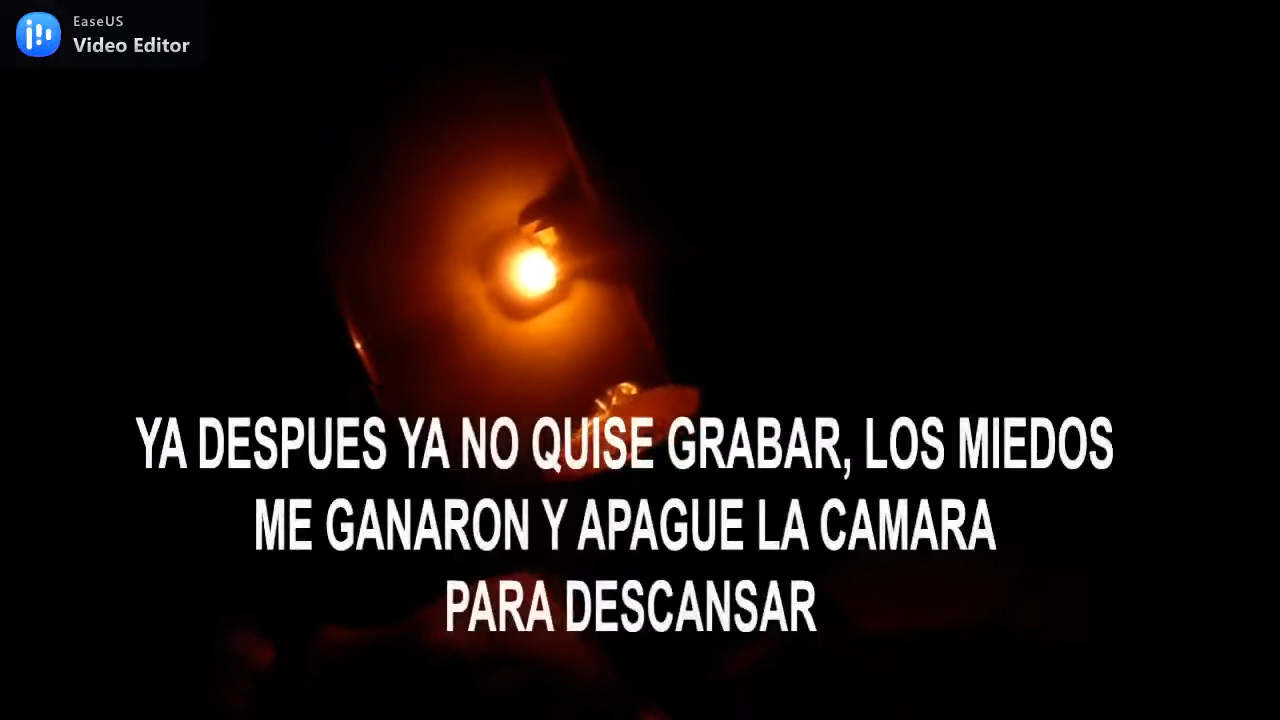 EaseUS
Video Editor
YA DESPUES YA NO QUISE GRABAR, LOS MIEDOS
ME GANARON Y APAGUE LA CAMARA
PARA DESCANSAR